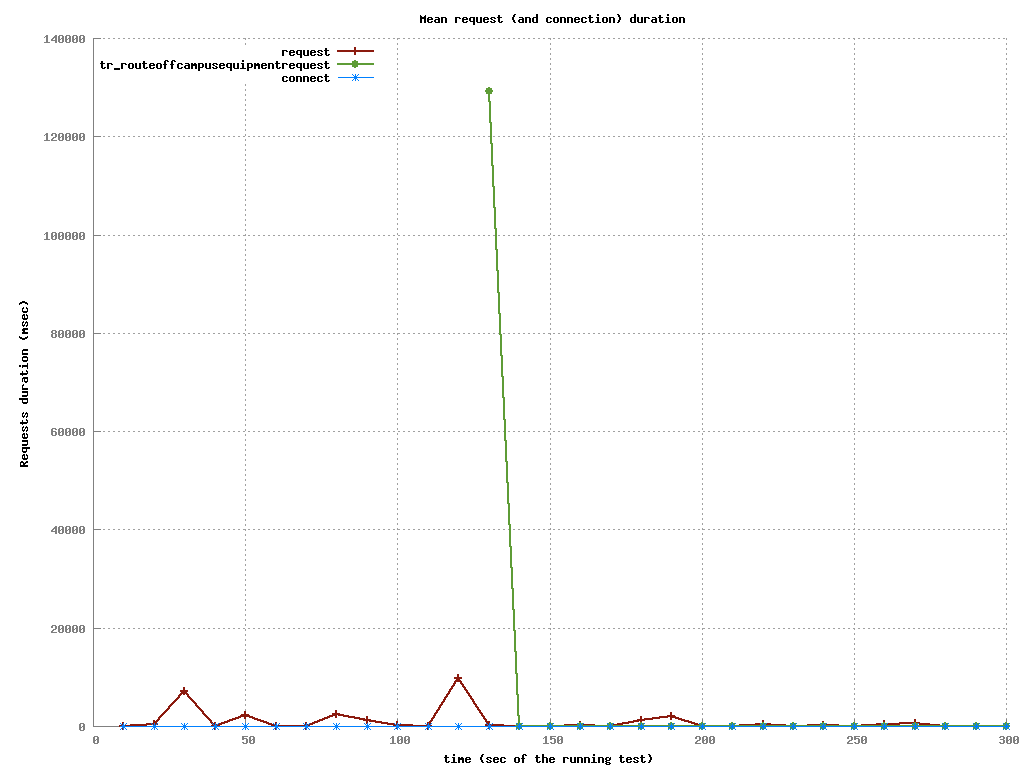 Mean request (and connection) duration
140000
120000
100000
80000
60000
40000
20000
0
request
tr_routeoffcampusequipmentrequest
connect
Requests duration (msec)
0 50 100 150 200 250 300
time (sec of the running test)